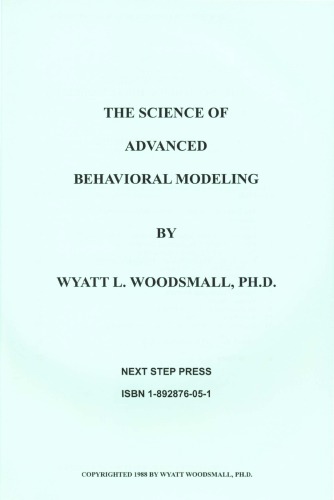 THE SCIENCE OF
ADVANCED
BEHAVIORAL MODELING
BY
WYATT L. WOODSMALL, PH.D.
NEXT STEP PRESS
ISBN 1-892876-05-1
COPYRIGHTED 1988 BY WYATT WOODSMALL, PH.D.